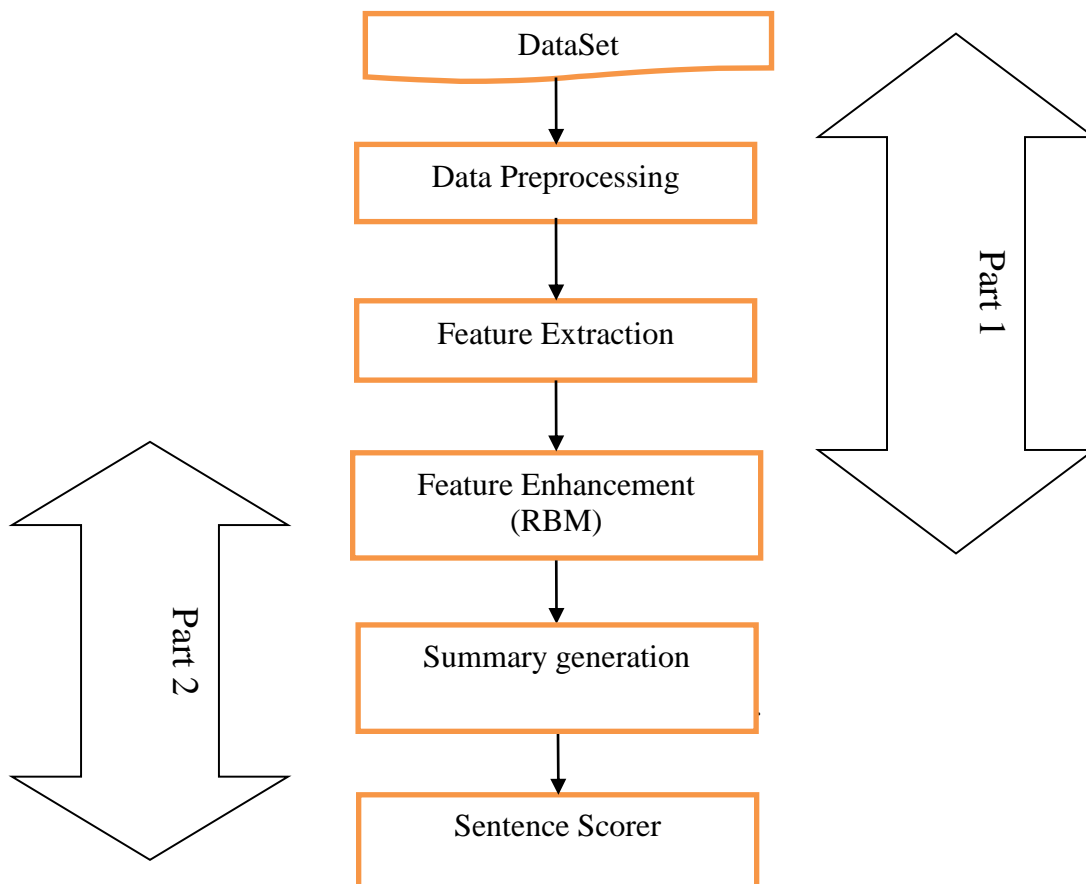 DataSet
Data Preprocessing
Part 1
Feature Extraction
Feature Enhancement
(RBM)
Part 2
Summary generation
Sentence Scorer